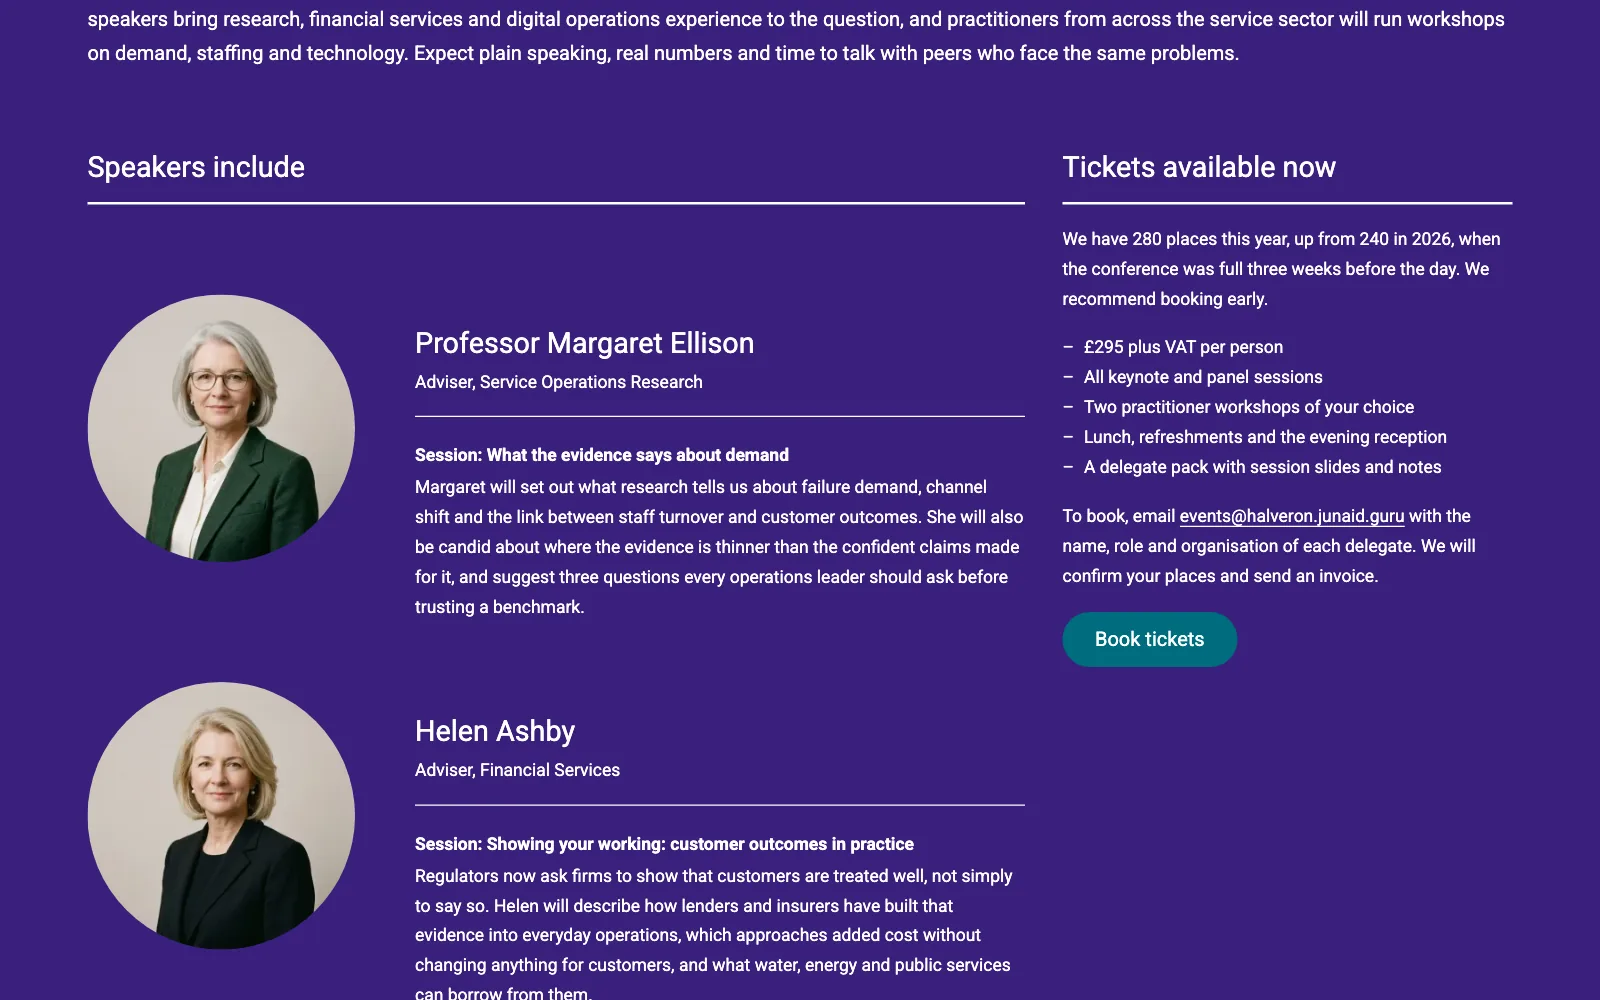 speakers bring research, financial services and digital operations experience to the question, and practitioners from across the service sector will run workshops
on demand, staffing and technology. Expect plain speaking, real numbers and time to talk with peers who face the same problems.
Speakers include
Professor Margaret Ellison
Adviser, Service Operations Research
Session: What the evidence says about demand
Margaret will set out what research tells us about failure demand, channel
shift and the link between staff turnover and customer outcomes. She will also
be candid about where the evidence is thinner than the confident claims made
for it, and suggest three questions every operations leader should ask before
trusting a benchmark.
Helen Ashby
Adviser, Financial Services
Session: Showing your working: customer outcomes in practice
Regulators now ask firms to show that customers are treated well, not simply
to say so. Helen will describe how lenders and insurers have built that
evidence into everyday operations, which approaches added cost without
changing anything for customers, and what water, energy and public services
can borrow from them.
Tickets available now
We have 280 places this year, up from 240 in 2026, when
the conference was full three weeks before the day. We
recommend booking early.
– £295 plus VAT per person
– All keynote and panel sessions
– Two practitioner workshops of your choice
– Lunch, refreshments and the evening reception
– A delegate pack with session slides and notes
To book, email events@halveron.junaid.guru with the
name, role and organisation of each delegate. We will
confirm your places and send an invoice.
Book tickets